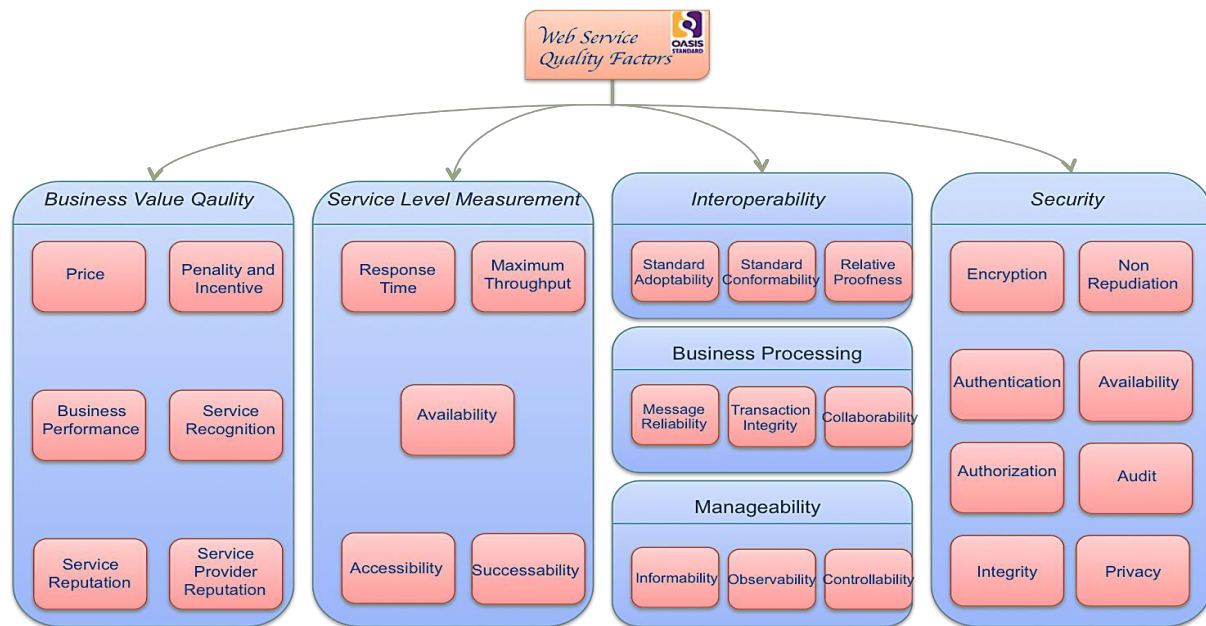 Web Service
Quality Factors
OASIS
STANDARD
Business Value Qaulity
Price
Penality and
Incentive
Business
Performance
Service
Recognition
Service
Reputation
Service
Provider
Reputation
Service Level Measurement
Response
Time
Maximum
Throughput
Availability
Accessibility
Successability
Interoperability
Standard
Adoptability
Standard
Conformability
Relative
Proofness
Business Processing
Message
Reliability
Transaction
Integrity
Collaborability
Manageability
Informability
Observability
Controllability
Security
Encryption
Non
Repudiation
Authentication
Availability
Authorization
Audit
Integrity
Privacy